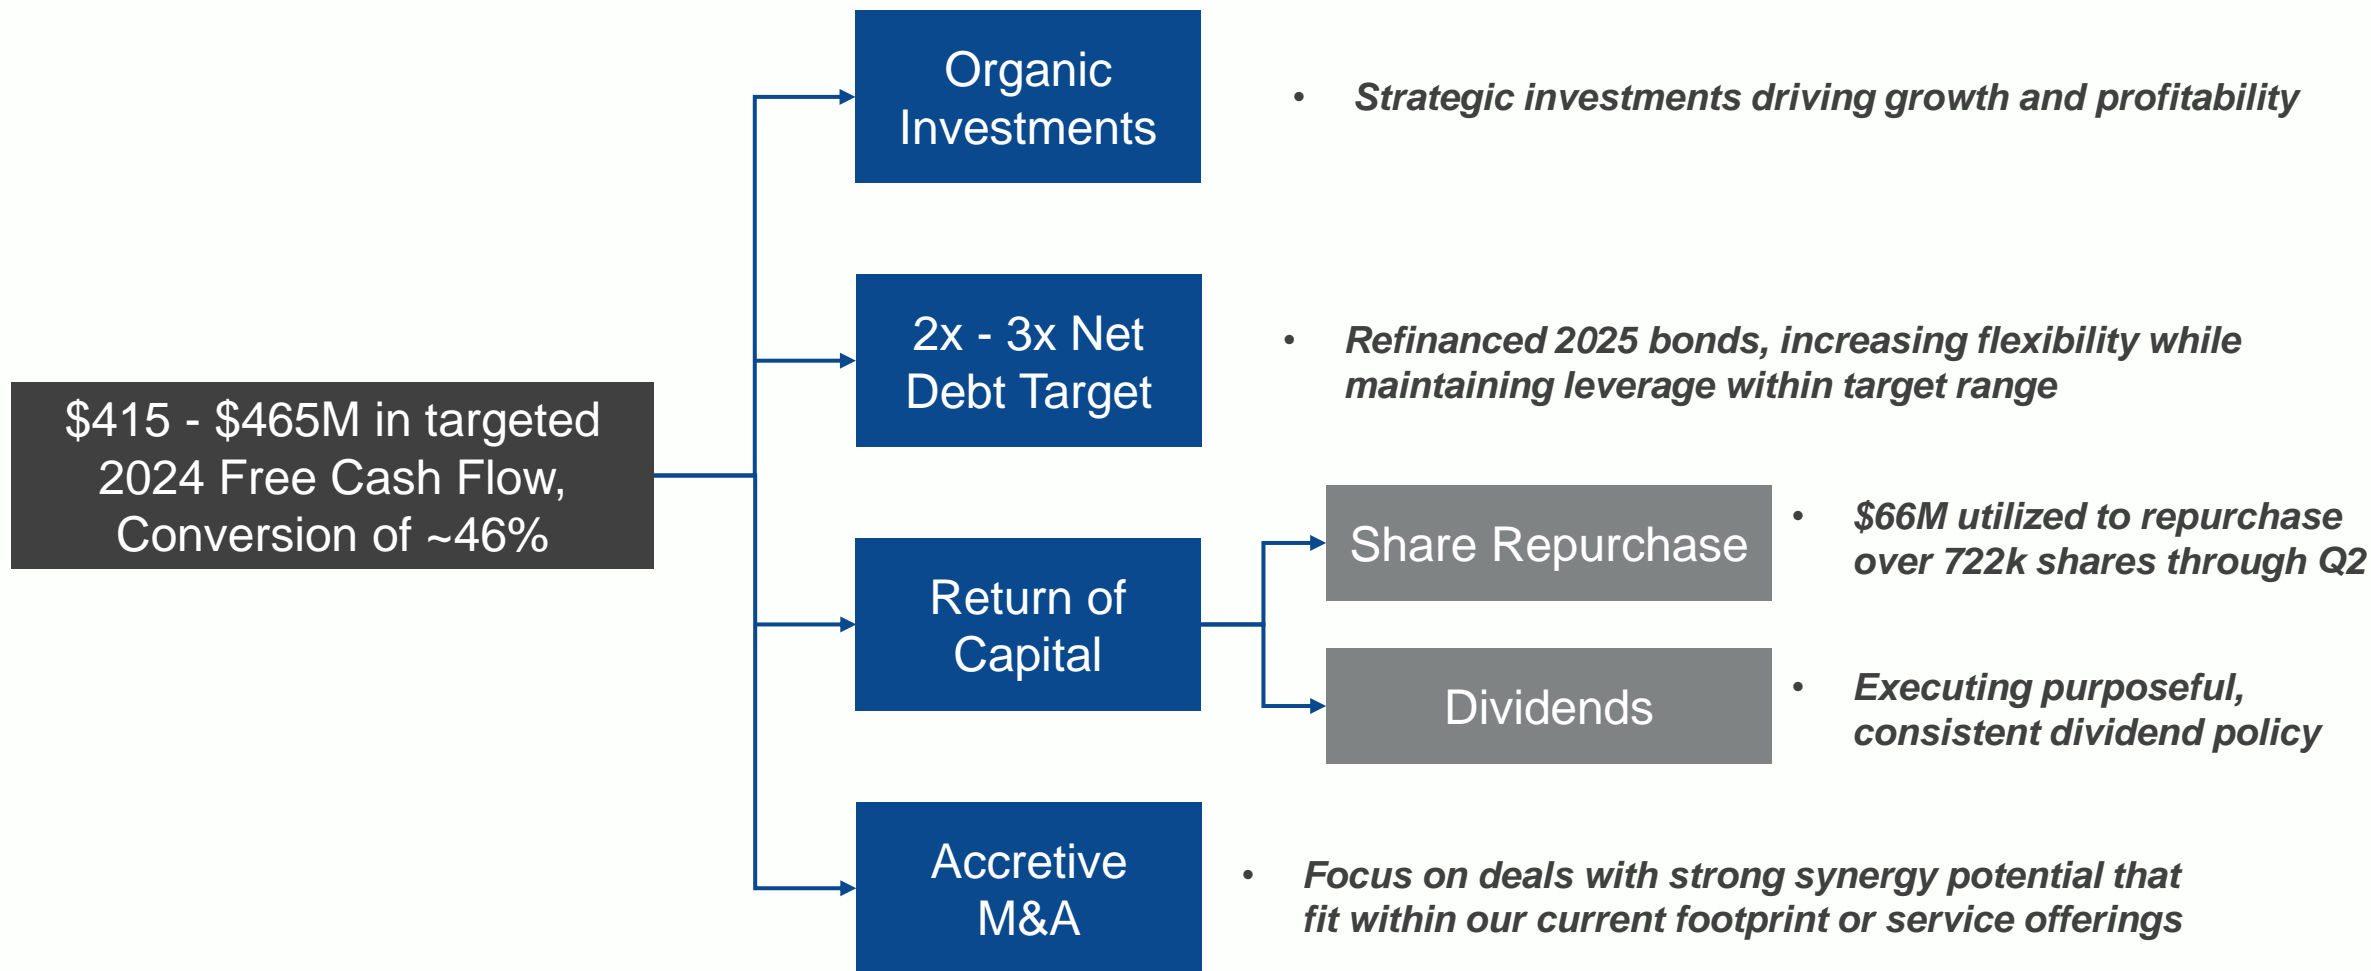 $415 - $465M in targeted
2024 Free Cash Flow,
Conversion of ~46%
Organic
Investments
• Strategic investments driving growth and profitability
2x - 3x Net
Debt Target
• Refinanced 2025 bonds, increasing flexibility while
maintaining leverage within target range
Return of
Capital
Share Repurchase
• $66M utilized to repurchase
over 722k shares through Q2
Dividends
• Executing purposeful,
consistent dividend policy
Accretive
M&A
• Focus on deals with strong synergy potential that
fit within our current footprint or service offerings